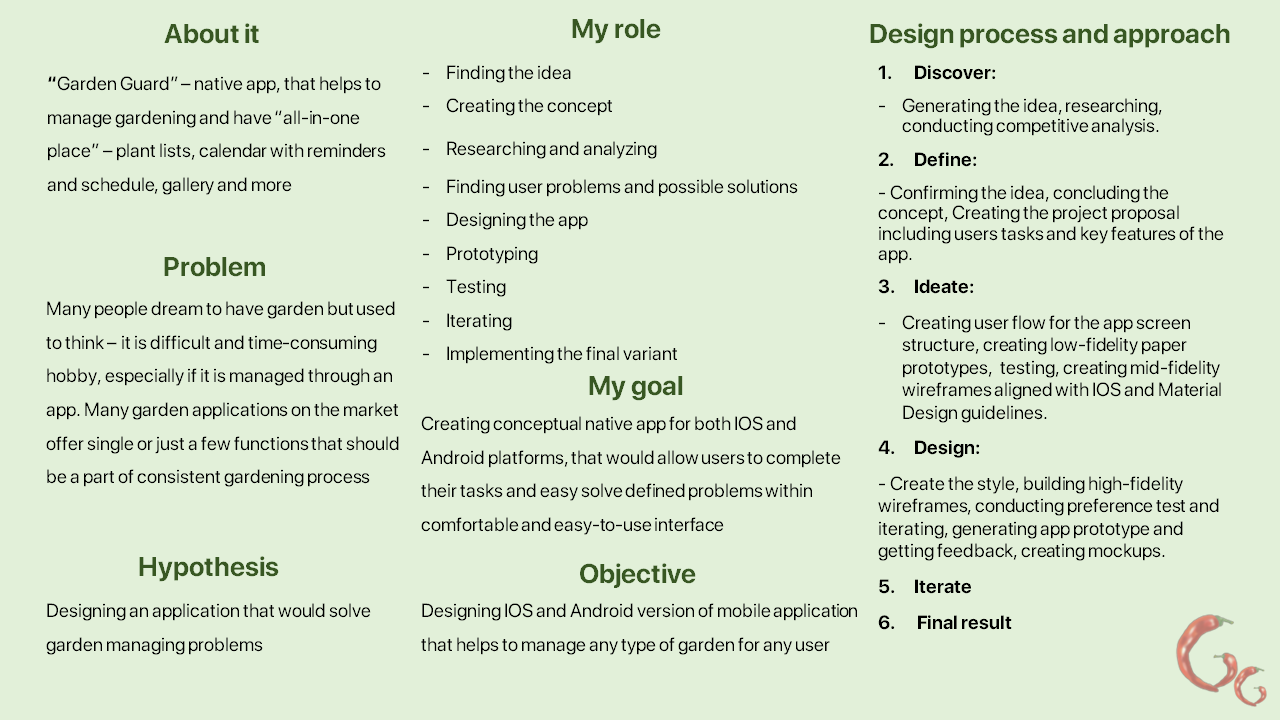 About it
“Garden Guard” – native app, that helps to
manage gardening and have “all-in-one
place” – plant lists, calendar with reminders
and schedule, gallery and more
Problem
Many people dream to have garden but used
to think – it is difficult and time-consuming
hobby, especially if it is managed through an
app. Many garden applications on the market
offer single or just a few functions that should
be a part of consistent gardening process
Hypothesis
Designing an application that would solve
garden managing problems
My role
- Finding the idea
- Creating the concept
- Researching and analyzing
- Finding user problems and possible solutions
- Designing the app
- Prototyping
- Testing
- Iterating
- Implementing the final variant
My goal
Creating conceptual native app for both IOS and
Android platforms, that would allow users to complete
their tasks and easy solve defined problems within
comfortable and easy-to-use interface
Objective
Designing IOS and Android version of mobile application
that helps to manage any type of garden for any user
Design process and approach
1. Discover:
- Generating the idea, researching,
conducting competitive analysis.
2. Define:
- Confirming the idea, concluding the
concept, Creating the project proposal
including users tasks and key features of the
app.
3. Ideate:
- Creating user flow for the app screen
structure, creating low-fidelity paper
prototypes, testing, creating mid-fidelity
wireframes aligned with IOS and Material
Design guidelines.
4. Design:
- Create the style, building high-fidelity
wireframes, conducting preference test and
iterating, generating app prototype and
getting feedback, creating mockups.
5. Iterate
6. Final result